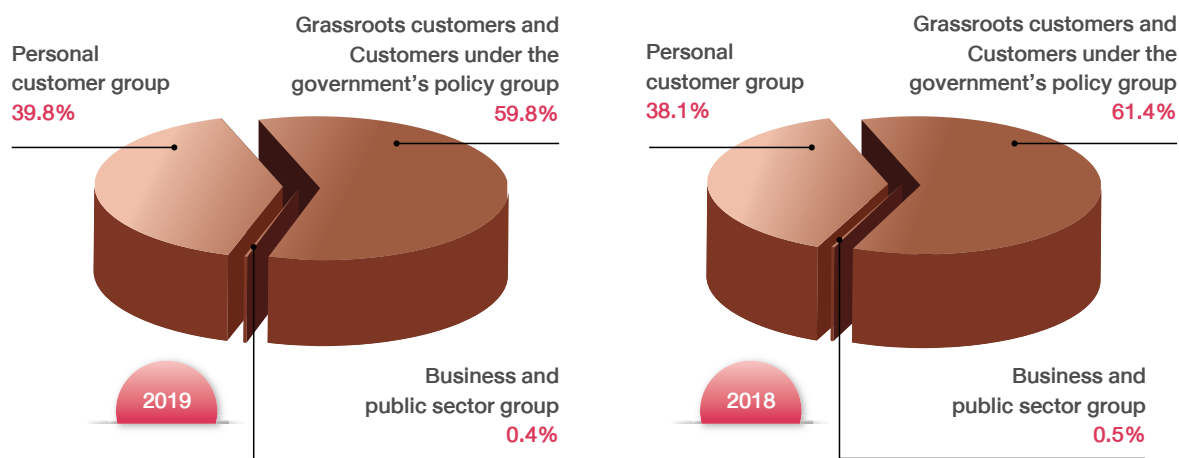 Personal
customer group
39.8%
Grassroots customers and
Customers under the
government’s policy group
59.8%
2019
Business and
public sector group
0.4%
Personal
customer group
38.1%
Grassroots customers and
Customers under the
government’s policy group
61.4%
2018
Business and
public sector group
0.5%